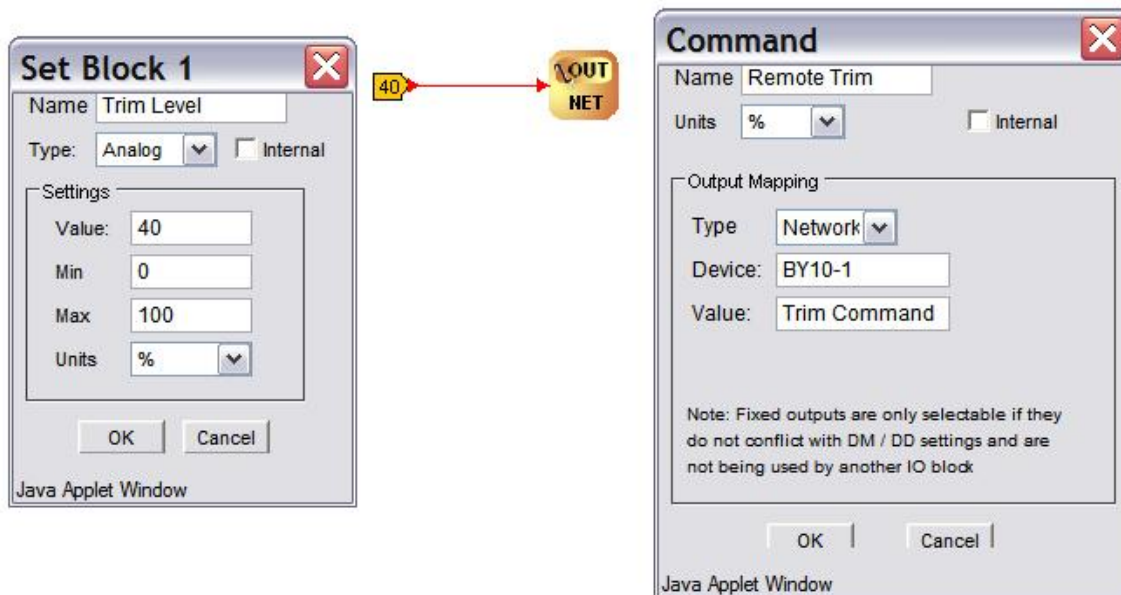 Set Block 1
Name Trim Level
Type: Analog Internal
Settings
Value: 40
Min 0
Max 100
Units %
OK Cancel
Java Applet Window
40
OUT
NET
Command
Name Remote Trim
Units % Internal
Output Mapping
Type Network
Device: BY10-1
Value: Trim Command
Note: Fixed outputs are only selectable if they
do not conflict with DM / DD settings and are
not being used by another IO block
OK Cancel
Java Applet Window